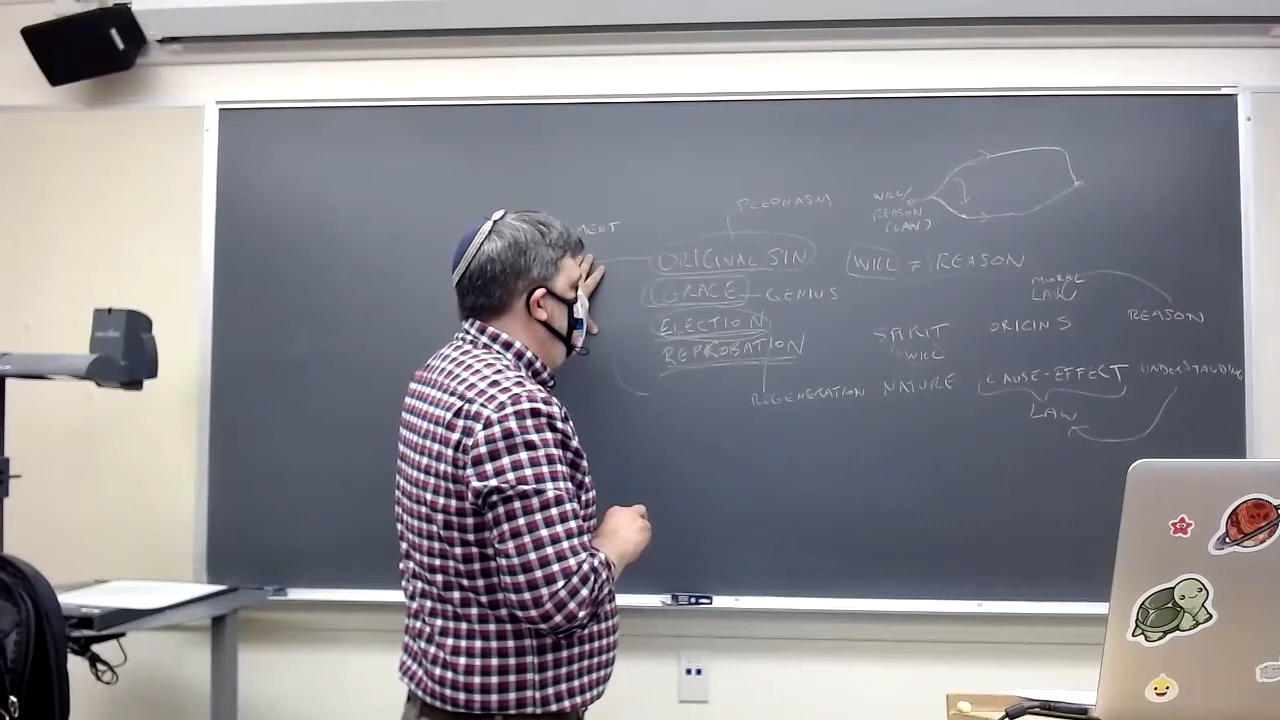 PLEONASM
MENT
ORIGINAL SIN
GRACE - GENIUS
ELECTION
REPROBATION
REGENERATION
WILL/
REASON
(LAW)
WILL ≠ REASON
MORAL
LAW
SPIRIT ORIGINS REASON
WILL
NATURE CAUSE-EFFECT UNDERSTANDING
LAW